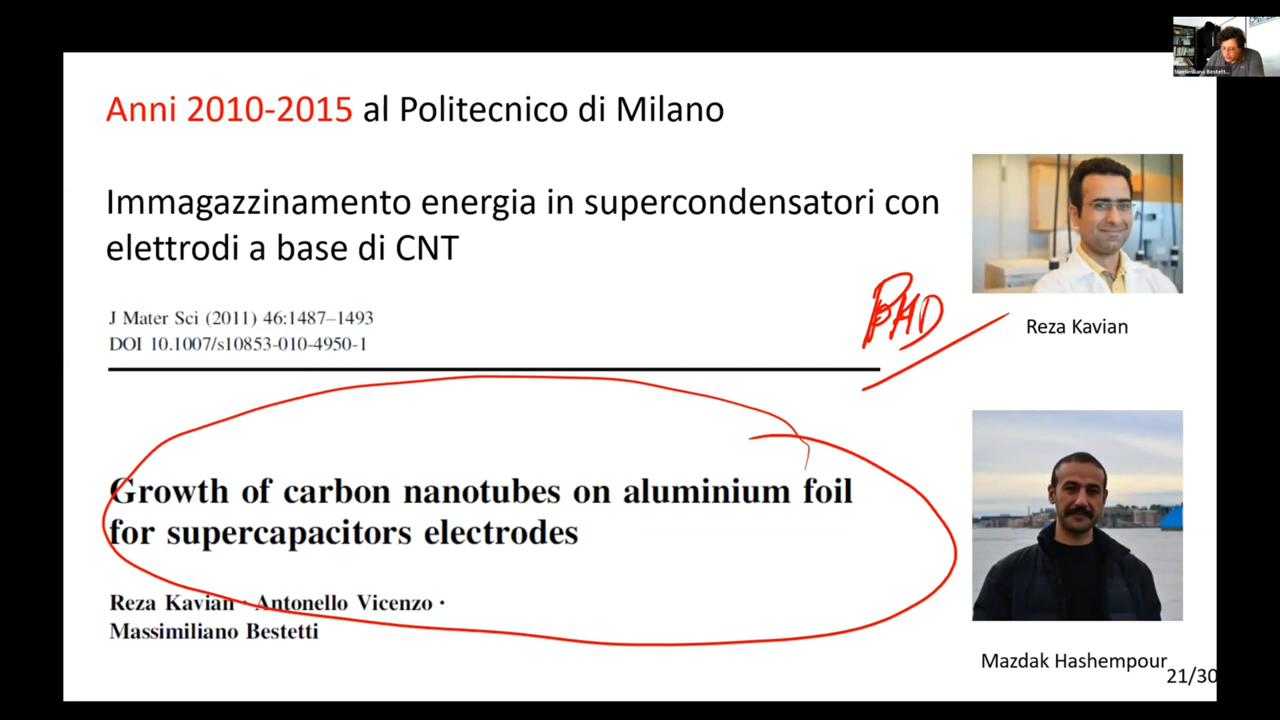 Massimiliano Bestett...
Anni 2010-2015 al Politecnico di Milano
Immagazzinamento energia in supercondensatori con
elettrodi a base di CNT
J Mater Sci (2011) 46:1487–1493
DOI 10.1007/s10853-010-4950-1
PHD
Reza Kavian
Growth of carbon nanotubes on aluminium foil
for supercapacitors electrodes
Reza Kavian · Antonello Vicenzo ·
Massimiliano Bestetti
Mazdak Hashempour
21/30